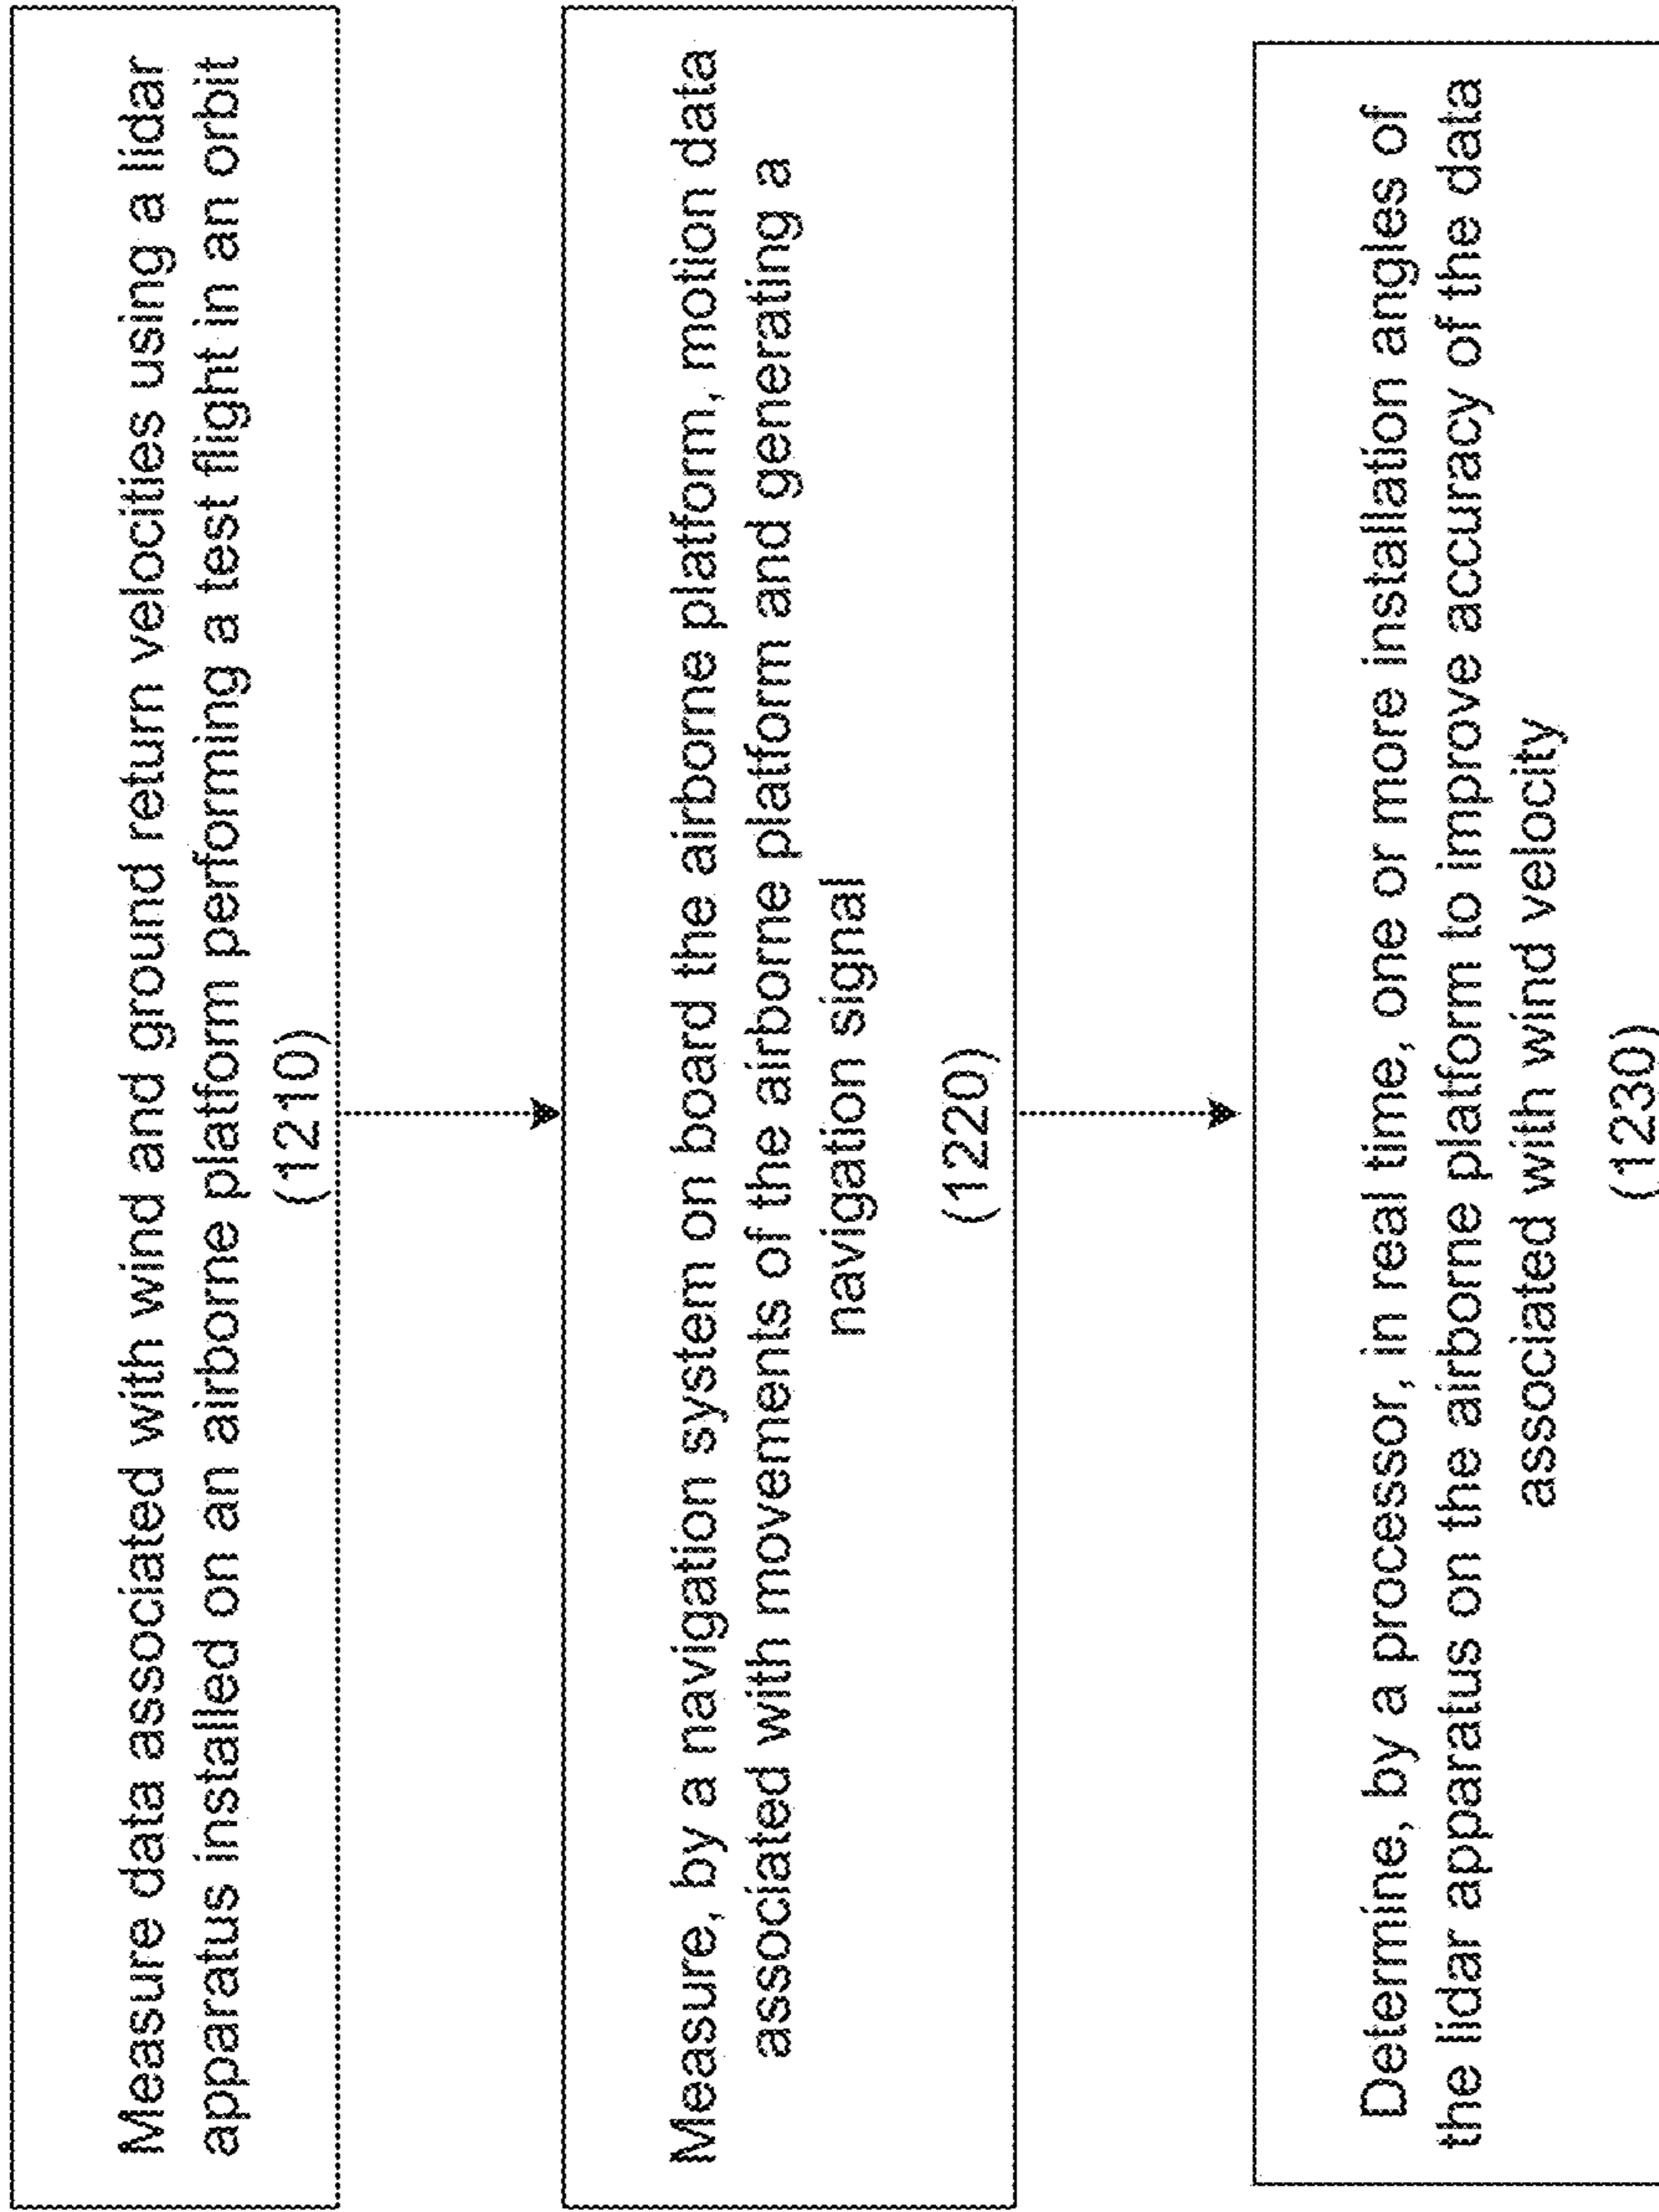 Measure data associated with wind and ground return velocities using a lidar
apparatus installed on an airborne platform performing a test flight in an orbit
(1210)
Measure, by a navigation system on board the airborne platform, motion data
associated with movements of the airborne platform and generating a
navigation signal
(1220)
Determine, by a processor, in real time, one or more installation angles of
the lidar apparatus on the airborne platform to improve accuracy of the data
associated with wind velocity
(1230)